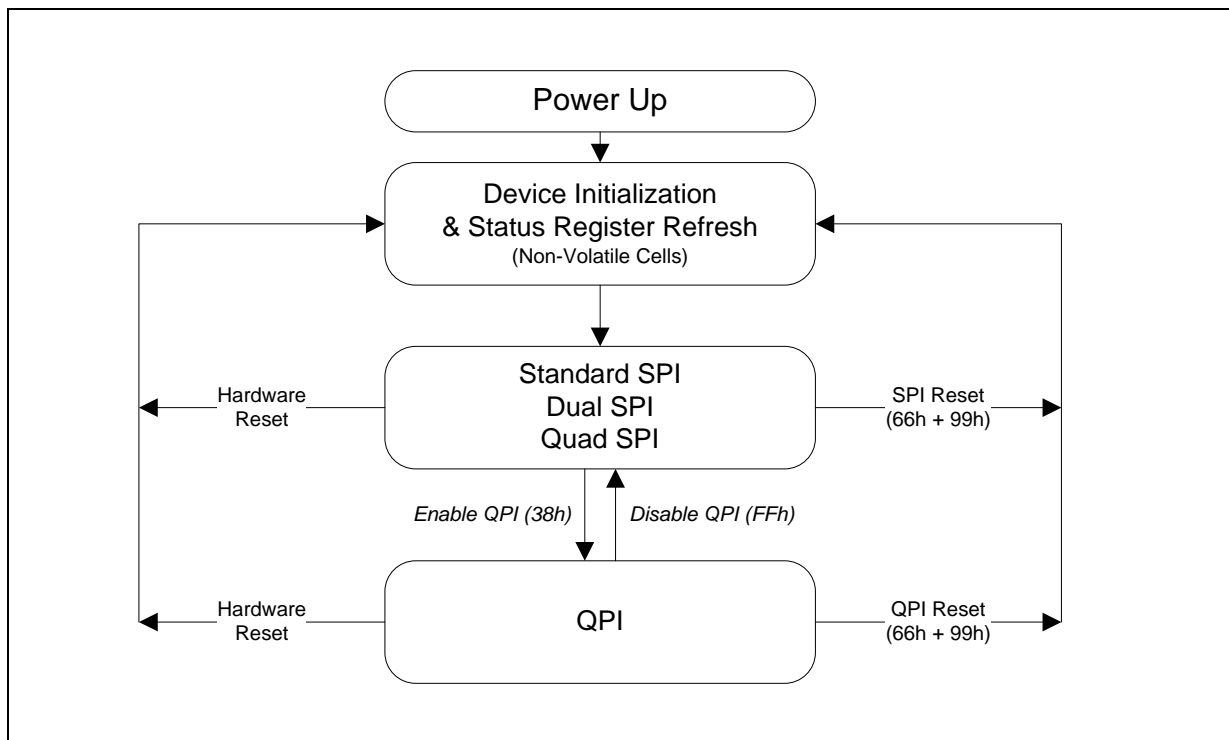 Power Up
Device Initialization
& Status Register Refresh
(Non-Volatile Cells)
Standard SPI
Dual SPI
Quad SPI
Hardware
Reset
SPI Reset
(66h + 99h)
Enable QPI (38h)
Disable QPI (FFh)
QPI
Hardware
Reset
QPI Reset
(66h + 99h)